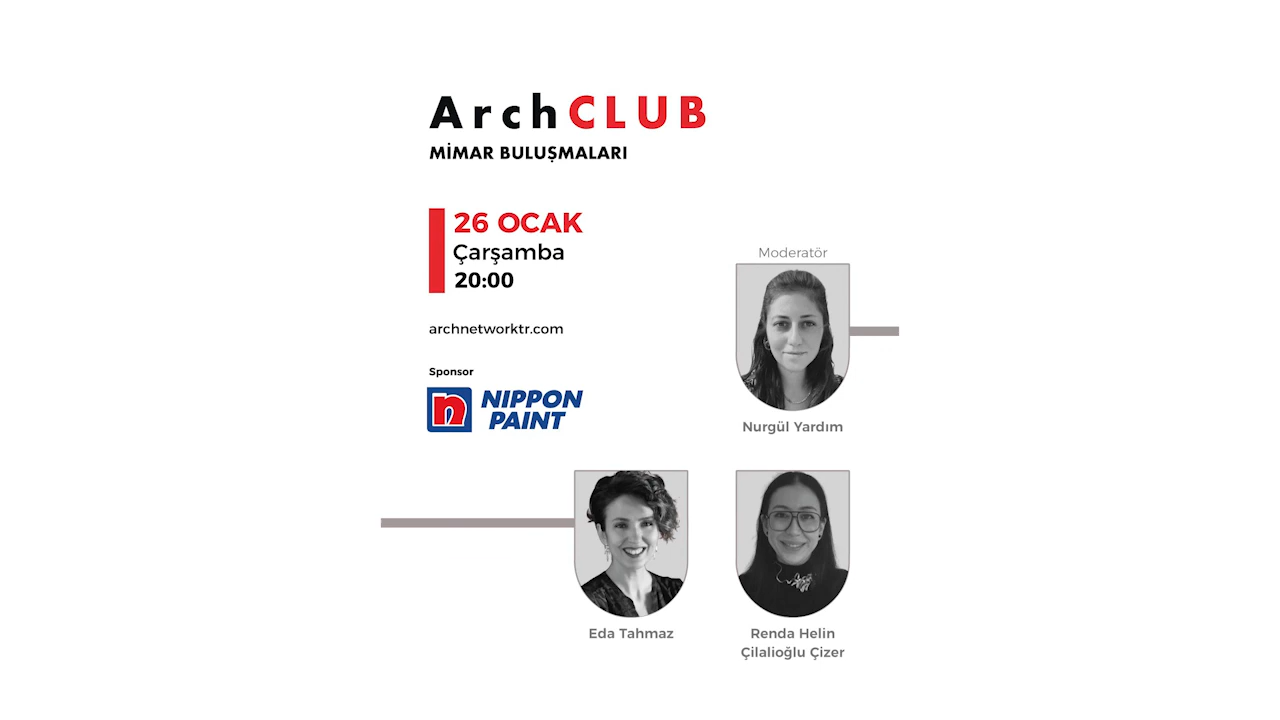 ArchCLUB
MİMAR BULUŞMALARI
26 OCAK
Çarşamba
20:00
archnetworktr.com
Sponsor
n NIPPON
PAINT
Moderatör
Nurgül Yardım
Eda Tahmaz
Renda Helin
Çilalioğlu Çizer